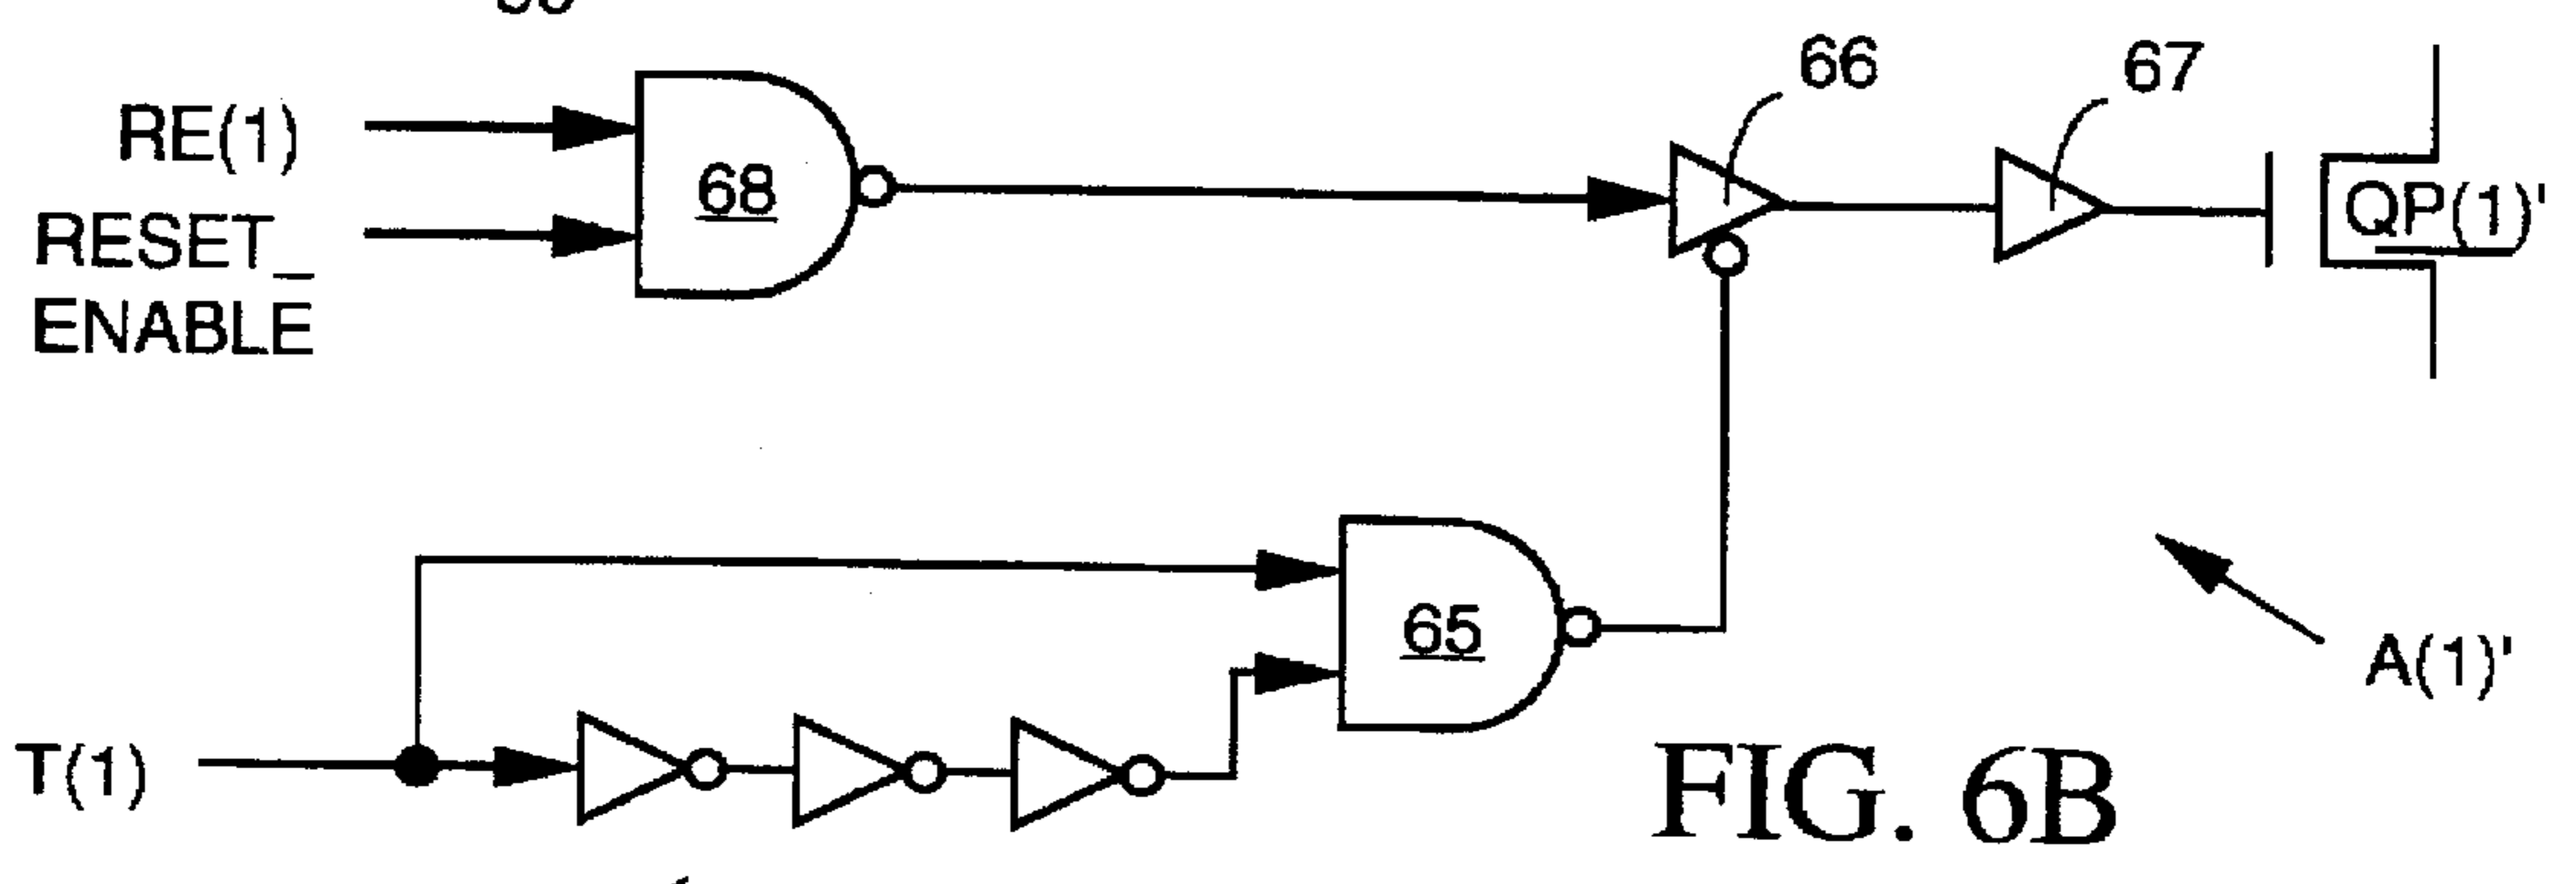 66
67
RE(1)
68
RESET_
ENABLE
QP(1)'
65
A(1)'
T(1)
FIG. 6B